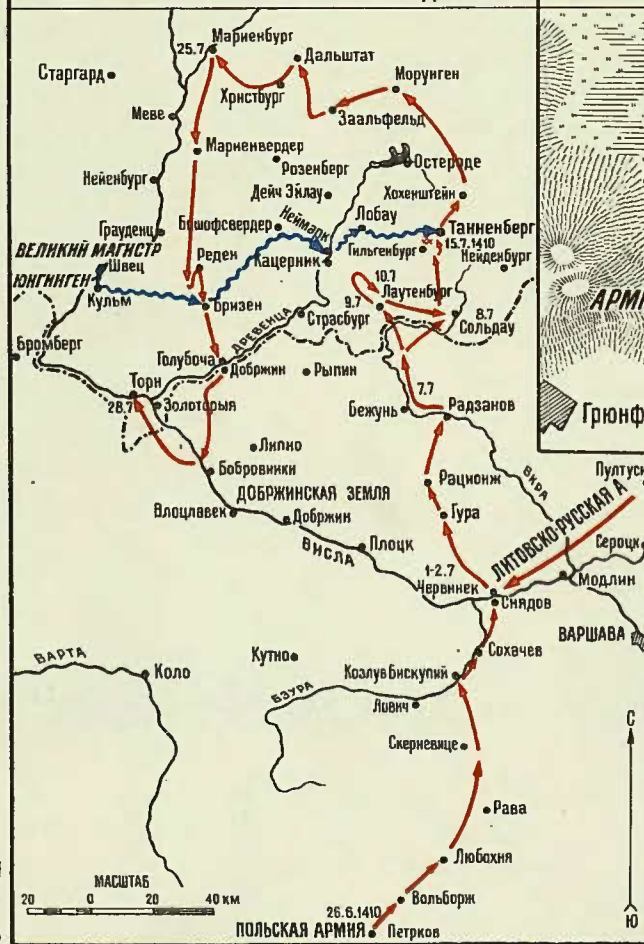 Мариенбург
25.7
Дальштат
Старгард
Христбург
Морунген
Меве
Заальфельд
Мариенвердер
Розенберг
Остероде
Нейенбург
Дейч Эйлау
Хохенштейн
Грауденц
Бишофсвердер
Неймарк
Лобау
Танненберг
15.7.1410
ВЕЛИКИЙ МАГИСТР
ЮНГИНГЕН
Швец
Реден
Кацерник
Гильгенбург
Нейденбург
Кульм
Бризен
10.7
Лаутенбург
9.7
8.7
Сольдау
АРМИ
ДРЕВЕНЦА
Страсбург
Бромберг
Голубоча
Добржин
Рыпин
Торн
28.7
Золоторыя
7.7
Бежунь
Радзанов
Грюнф
Липно
Бобровники
ВКРА
Пултуск
ДОБРЖИНСКАЯ ЗЕМЛЯ
Рационж
Влоцлавек
Добржин
Гура
ЛИТОВСКО-РУССКАЯ А
Сероцк
ВИСЛА
Плоцк
1-2.7
Червинек
Модлин
Снядов
ВАРШАВА
ВАРТА
Коло
Кутно
Сохачев
Козлув Бискупий
БЗУРА
Лович
С
Скерневице
Рава
Любохня
МАСШТАБ
20 0 20 40 км
Вольборж
26.6.1410
ПОЛЬСКАЯ АРМИЯ
Петрков
Ю